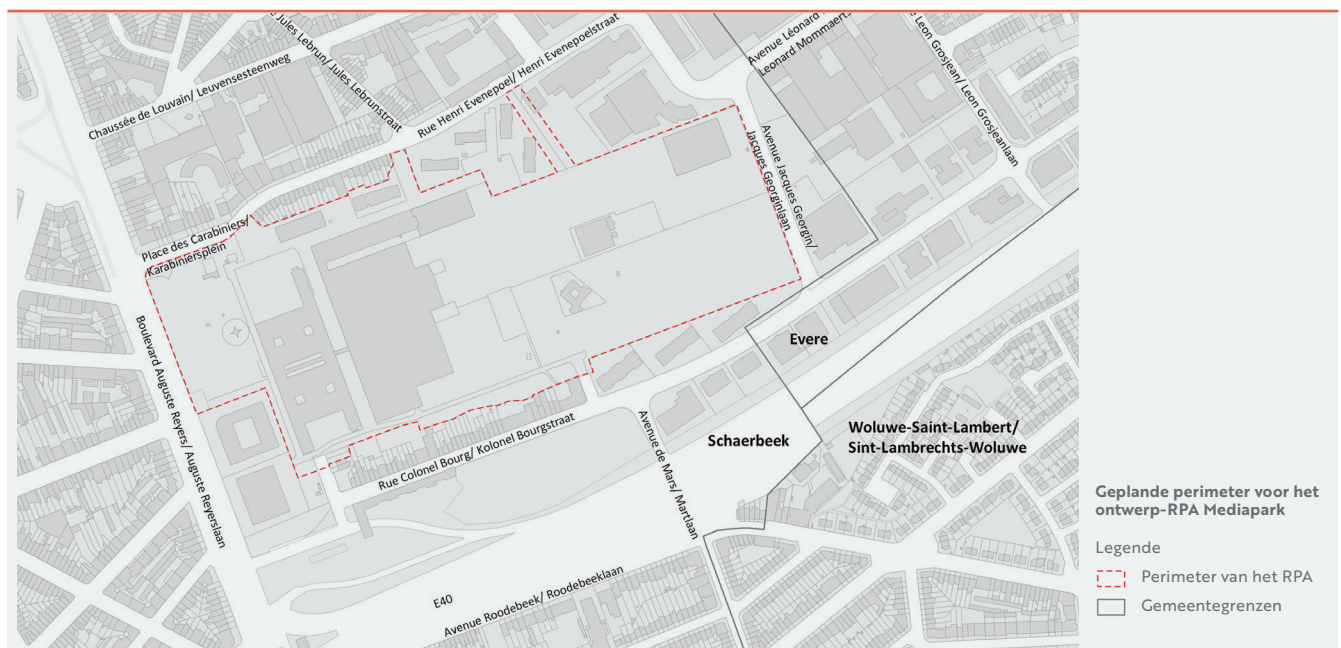 Jules Lebrun/ Jules Lebrunstraat
Avenue Léonard
Leonard Mommaerts
Leon Grosjean/ Leon Grosjeanlaan
Chaussée de Louvain/ Leuvensesteenweg
Rue Henri Evenepoel/ Henri Evenepoelstraat
Avenue Jacques Georgin/
Jacques Georginlaan
Place des Carabiniers/
Karabiniersplein
Boulevard Auguste Reyers/ Auguste Reyerslaan
Evere
Rue Colonel Bourg/ Kolonel Bourgstraat
Avenue de Mars/ Martlaan
Schaerbeek
Woluwe-Saint-Lambert/
Sint-Lambrechts-Woluwe
E40
Avenue Roodebeek/ Roodebeeklaan
Geplande perimeter voor het
ontwerp-RPA Mediapark
Legende
Perimeter van het RPA
Gemeentegrenzen